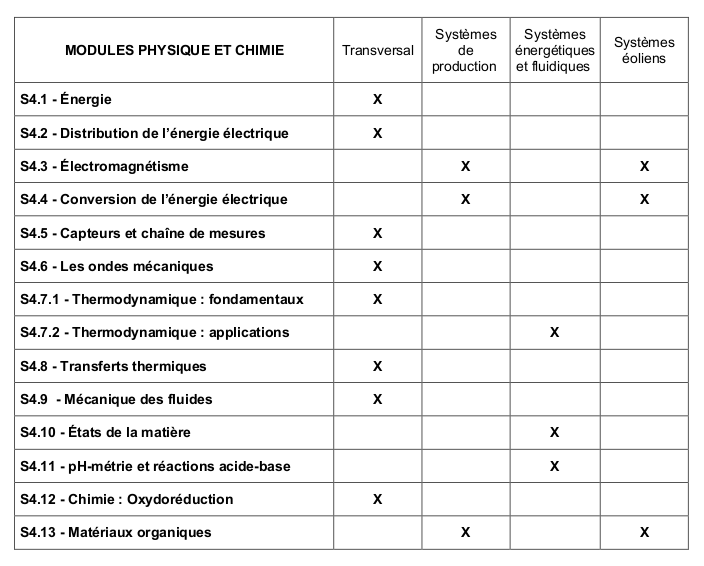 MODULES PHYSIQUE ET CHIMIE
Transversal
Systèmes
de
production
Systèmes
énergétiques
et fluidiques
Systèmes
éoliens
S4.1 - Énergie X
S4.2 - Distribution de l’énergie électrique X
S4.3 - Électromagnétisme X X
S4.4 - Conversion de l’énergie électrique X X
S4.5 - Capteurs et chaîne de mesures X
S4.6 - Les ondes mécaniques X
S4.7.1 - Thermodynamique : fondamentaux X
S4.7.2 - Thermodynamique : applications X
S4.8 - Transferts thermiques X
S4.9 - Mécanique des fluides X
S4.10 - États de la matière X
S4.11 - pH-métrie et réactions acide-base X
S4.12 - Chimie : Oxydoréduction X
S4.13 - Matériaux organiques X X